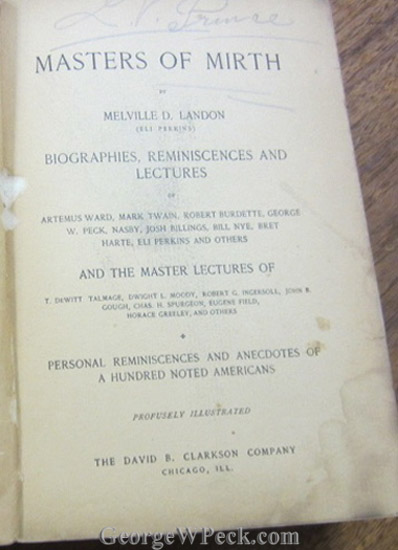 L. V. Prince
MASTERS OF MIRTH
BY
MELVILLE D. LANDON
(ELI PERKINS)
BIOGRAPHIES, REMINISCENCES AND
LECTURES
OF
ARTEMUS WARD, MARK TWAIN, ROBERT BURDETTE, GEORGE
W. PECK, NASBY, JOSH BILLINGS, BILL NYE, BRET
HARTE, ELI PERKINS AND OTHERS
AND THE MASTER LECTURES OF
T. DEWITT TALMAGE, DWIGHT L. MOODY, ROBERT G. INGERSOLL, JOHN B.
GOUGH, CHAS. H. SPURGEON, EUGENE FIELD,
HORACE GREELEY, AND OTHERS
PERSONAL REMINISCENCES AND ANECDOTES OF
A HUNDRED NOTED AMERICANS
PROFUSELY ILLUSTRATED
THE DAVID B. CLARKSON COMPANY
CHICAGO, ILL.
GeorgeWPeck.com